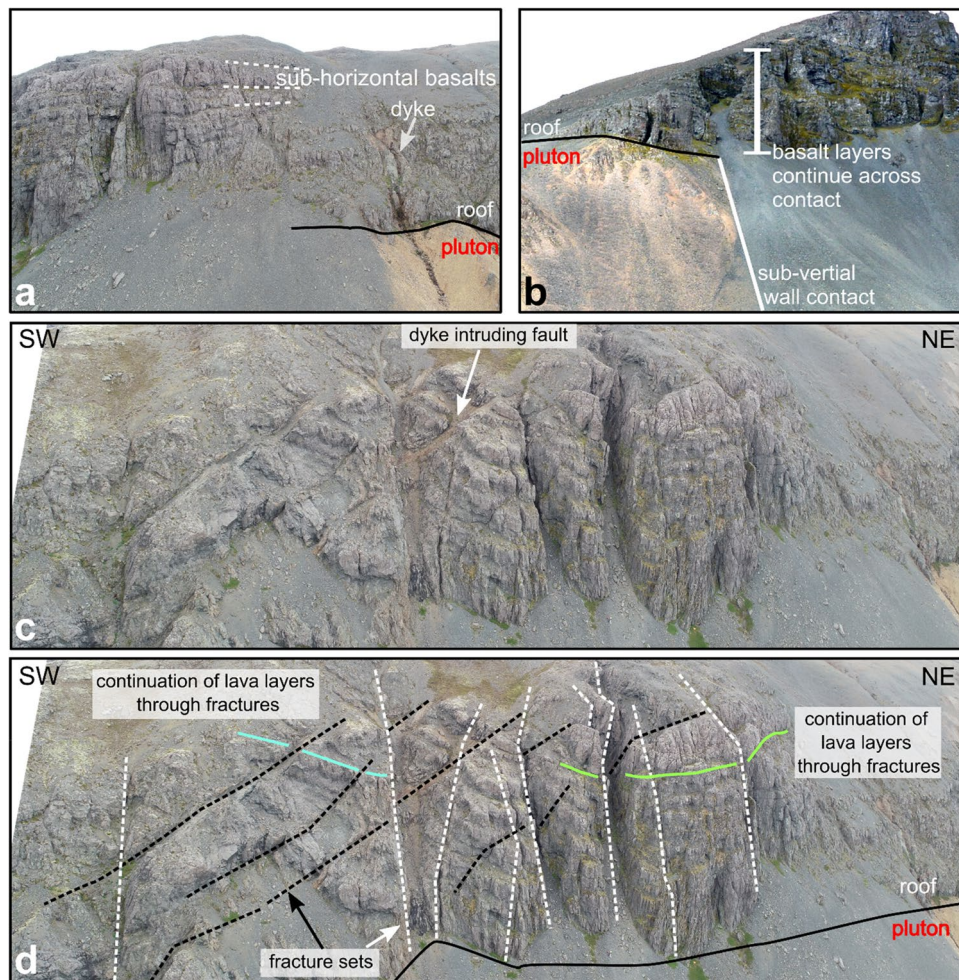 sub-horizontal basalts
dyke
roof
pluton
a
roof
pluton
basalt layers
continue across
contact
sub-vertial
wall contact
b
SW
dyke intruding fault
NE
c
SW
continuation of lava layers
through fractures
NE
continuation of
lava layers
through fractures
roof
pluton
fracture sets
d